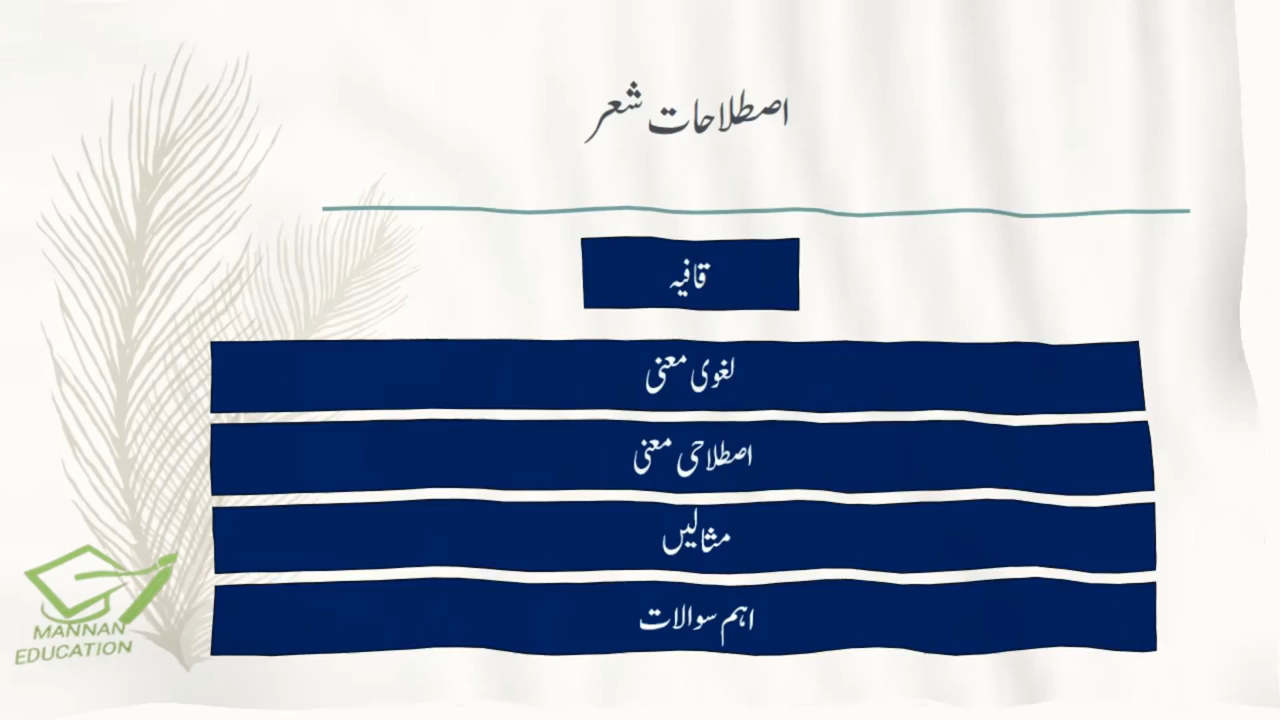 اصطلاحات شعر
قافیہ
لغوی معنی
اصطلاحی معنی
مثالیں
اہم سوالات
MANNAN
EDUCATION